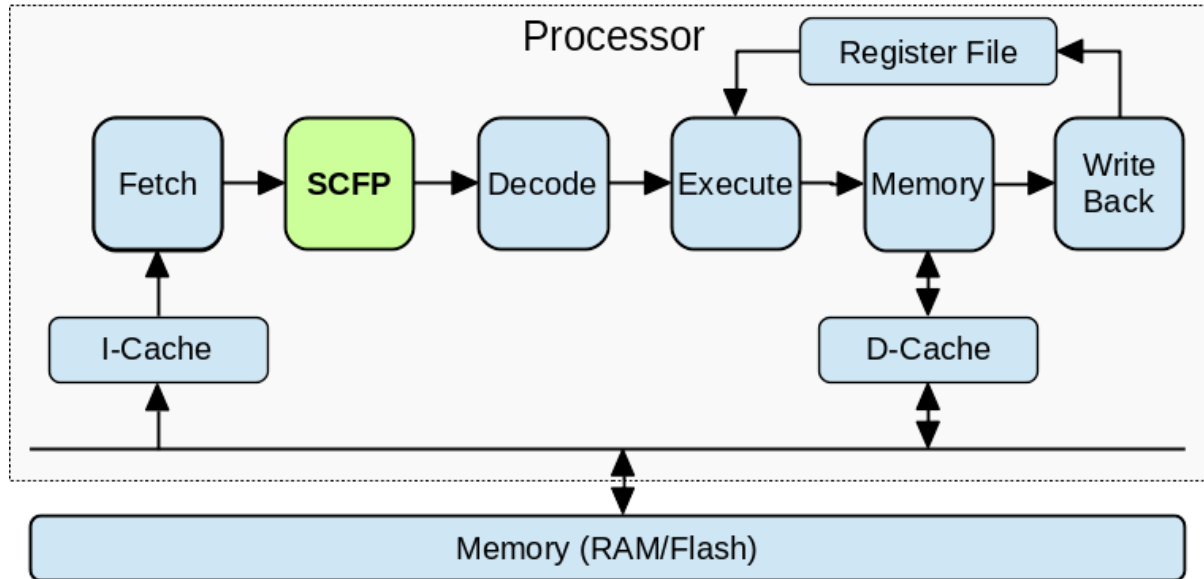 Processor
Register File
Fetch
SCFP
Decode
Execute
Memory
Write
Back
I-Cache
D-Cache
Memory (RAM/Flash)